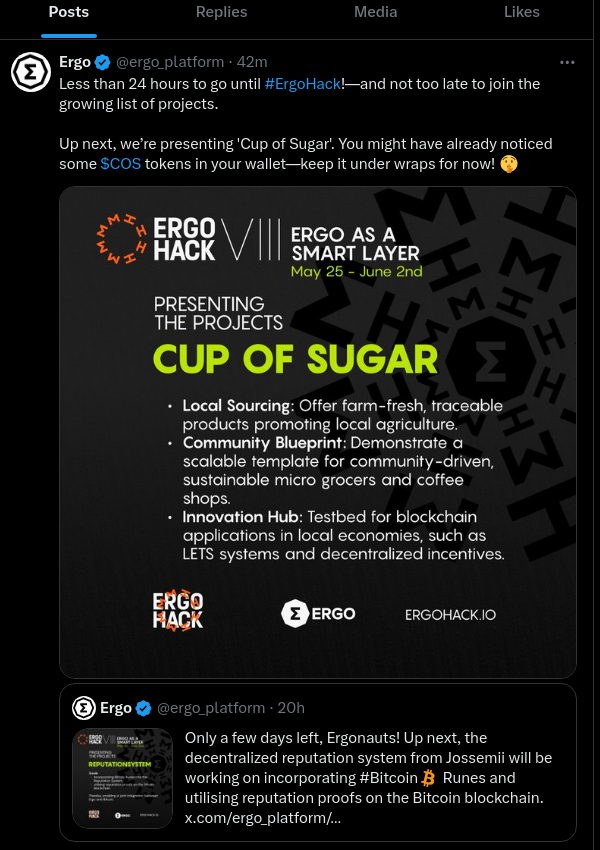 Posts Replies Media Likes
Ergo @ergo_platform · 42m
Less than 24 hours to go until #ErgoHack!—and not too late to join the
growing list of projects.
Up next, we’re presenting 'Cup of Sugar'. You might have already noticed
some $COS tokens in your wallet—keep it under wraps for now! 🤫
ERGO
HACK VIII
ERGO AS A
SMART LAYER
May 25 - June 2nd
PRESENTING
THE PROJECTS
CUP OF SUGAR
• Local Sourcing: Offer farm-fresh, traceable
products promoting local agriculture.
• Community Blueprint: Demonstrate a
scalable template for community-driven,
sustainable micro grocers and coffee
shops.
• Innovation Hub: Testbed for blockchain
applications in local economies, such as
LETS systems and decentralized incentives.
ERGO
HACK
ERGO
ERGOHACK.IO
Ergo @ergo_platform · 20h
Only a few days left, Ergonauts! Up next, the
decentralized reputation system from Jossemii will be
working on incorporating #Bitcoin Runes and
utilising reputation proofs on the Bitcoin blockchain.
x.com/ergo_platform/...
ERGO AS A
SMART LAYER
PRESENTING
THE PROJECTS
REPUTATIONSYSTEM